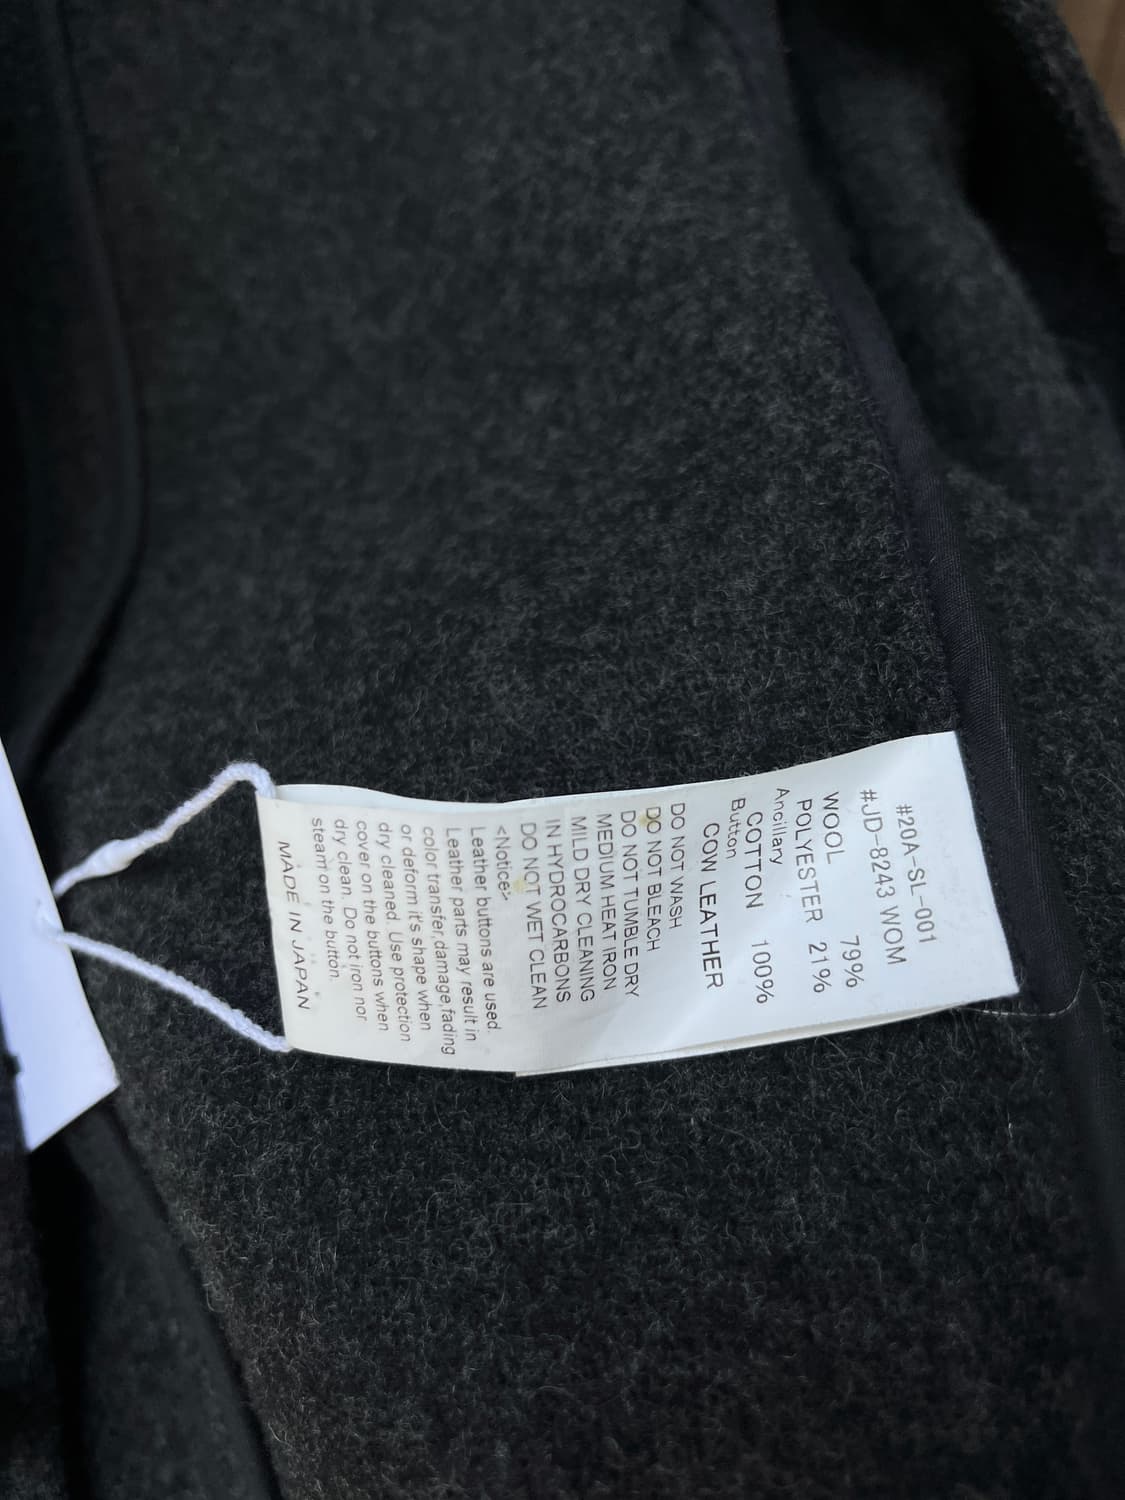 #20A-SL-001
#JD-8243 WOM
WOOL 79%
POLYESTER 21%
Ancillary
COTTON 100%
Button
COW LEATHER
DO NOT WASH
DO NOT BLEACH
DO NOT TUMBLE DRY
MEDIUM HEAT IRON
MILD DRY CLEANING
IN HYDROCARBONS
DO NOT WET CLEAN
<Notice>
Leather buttons are used.
Leather parts may result in
color transfer,damage,fading
or deform it's shape when
dry cleaned. Use protection
cover on the buttons when
dry clean. Do not iron nor
steam on the button.
MADE IN JAPAN